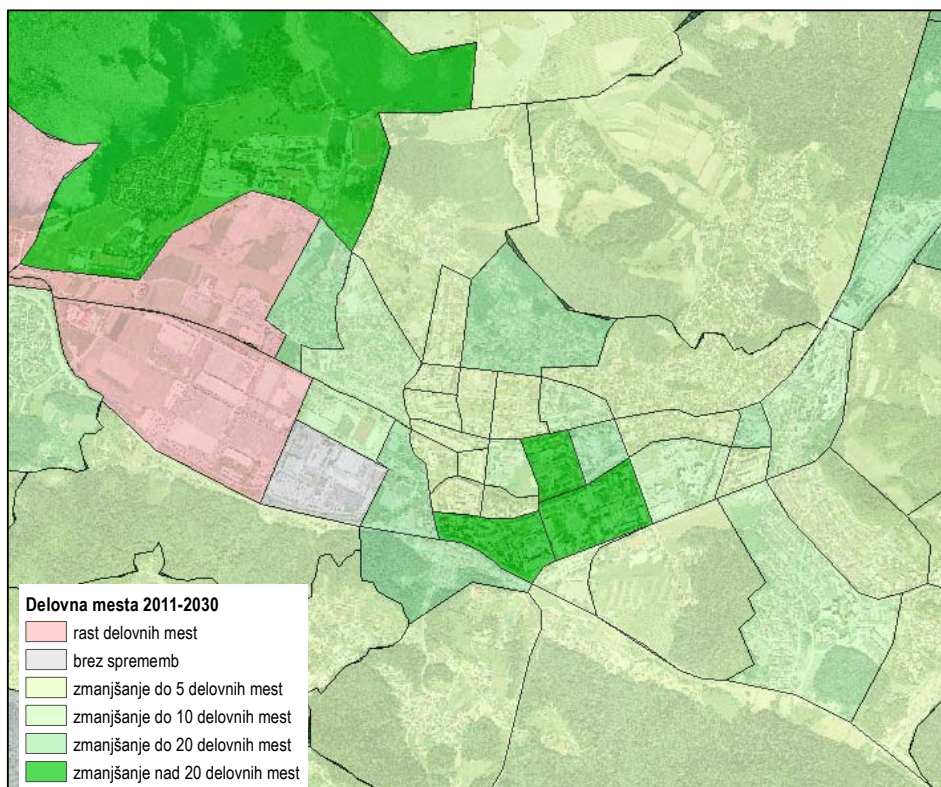 Delovna mesta 2011-2030
rast delovnih mest
brez sprememb
zmanjšanje do 5 delovnih mest
zmanjšanje do 10 delovnih mest
zmanjšanje do 20 delovnih mest
zmanjšanje nad 20 delovnih mest